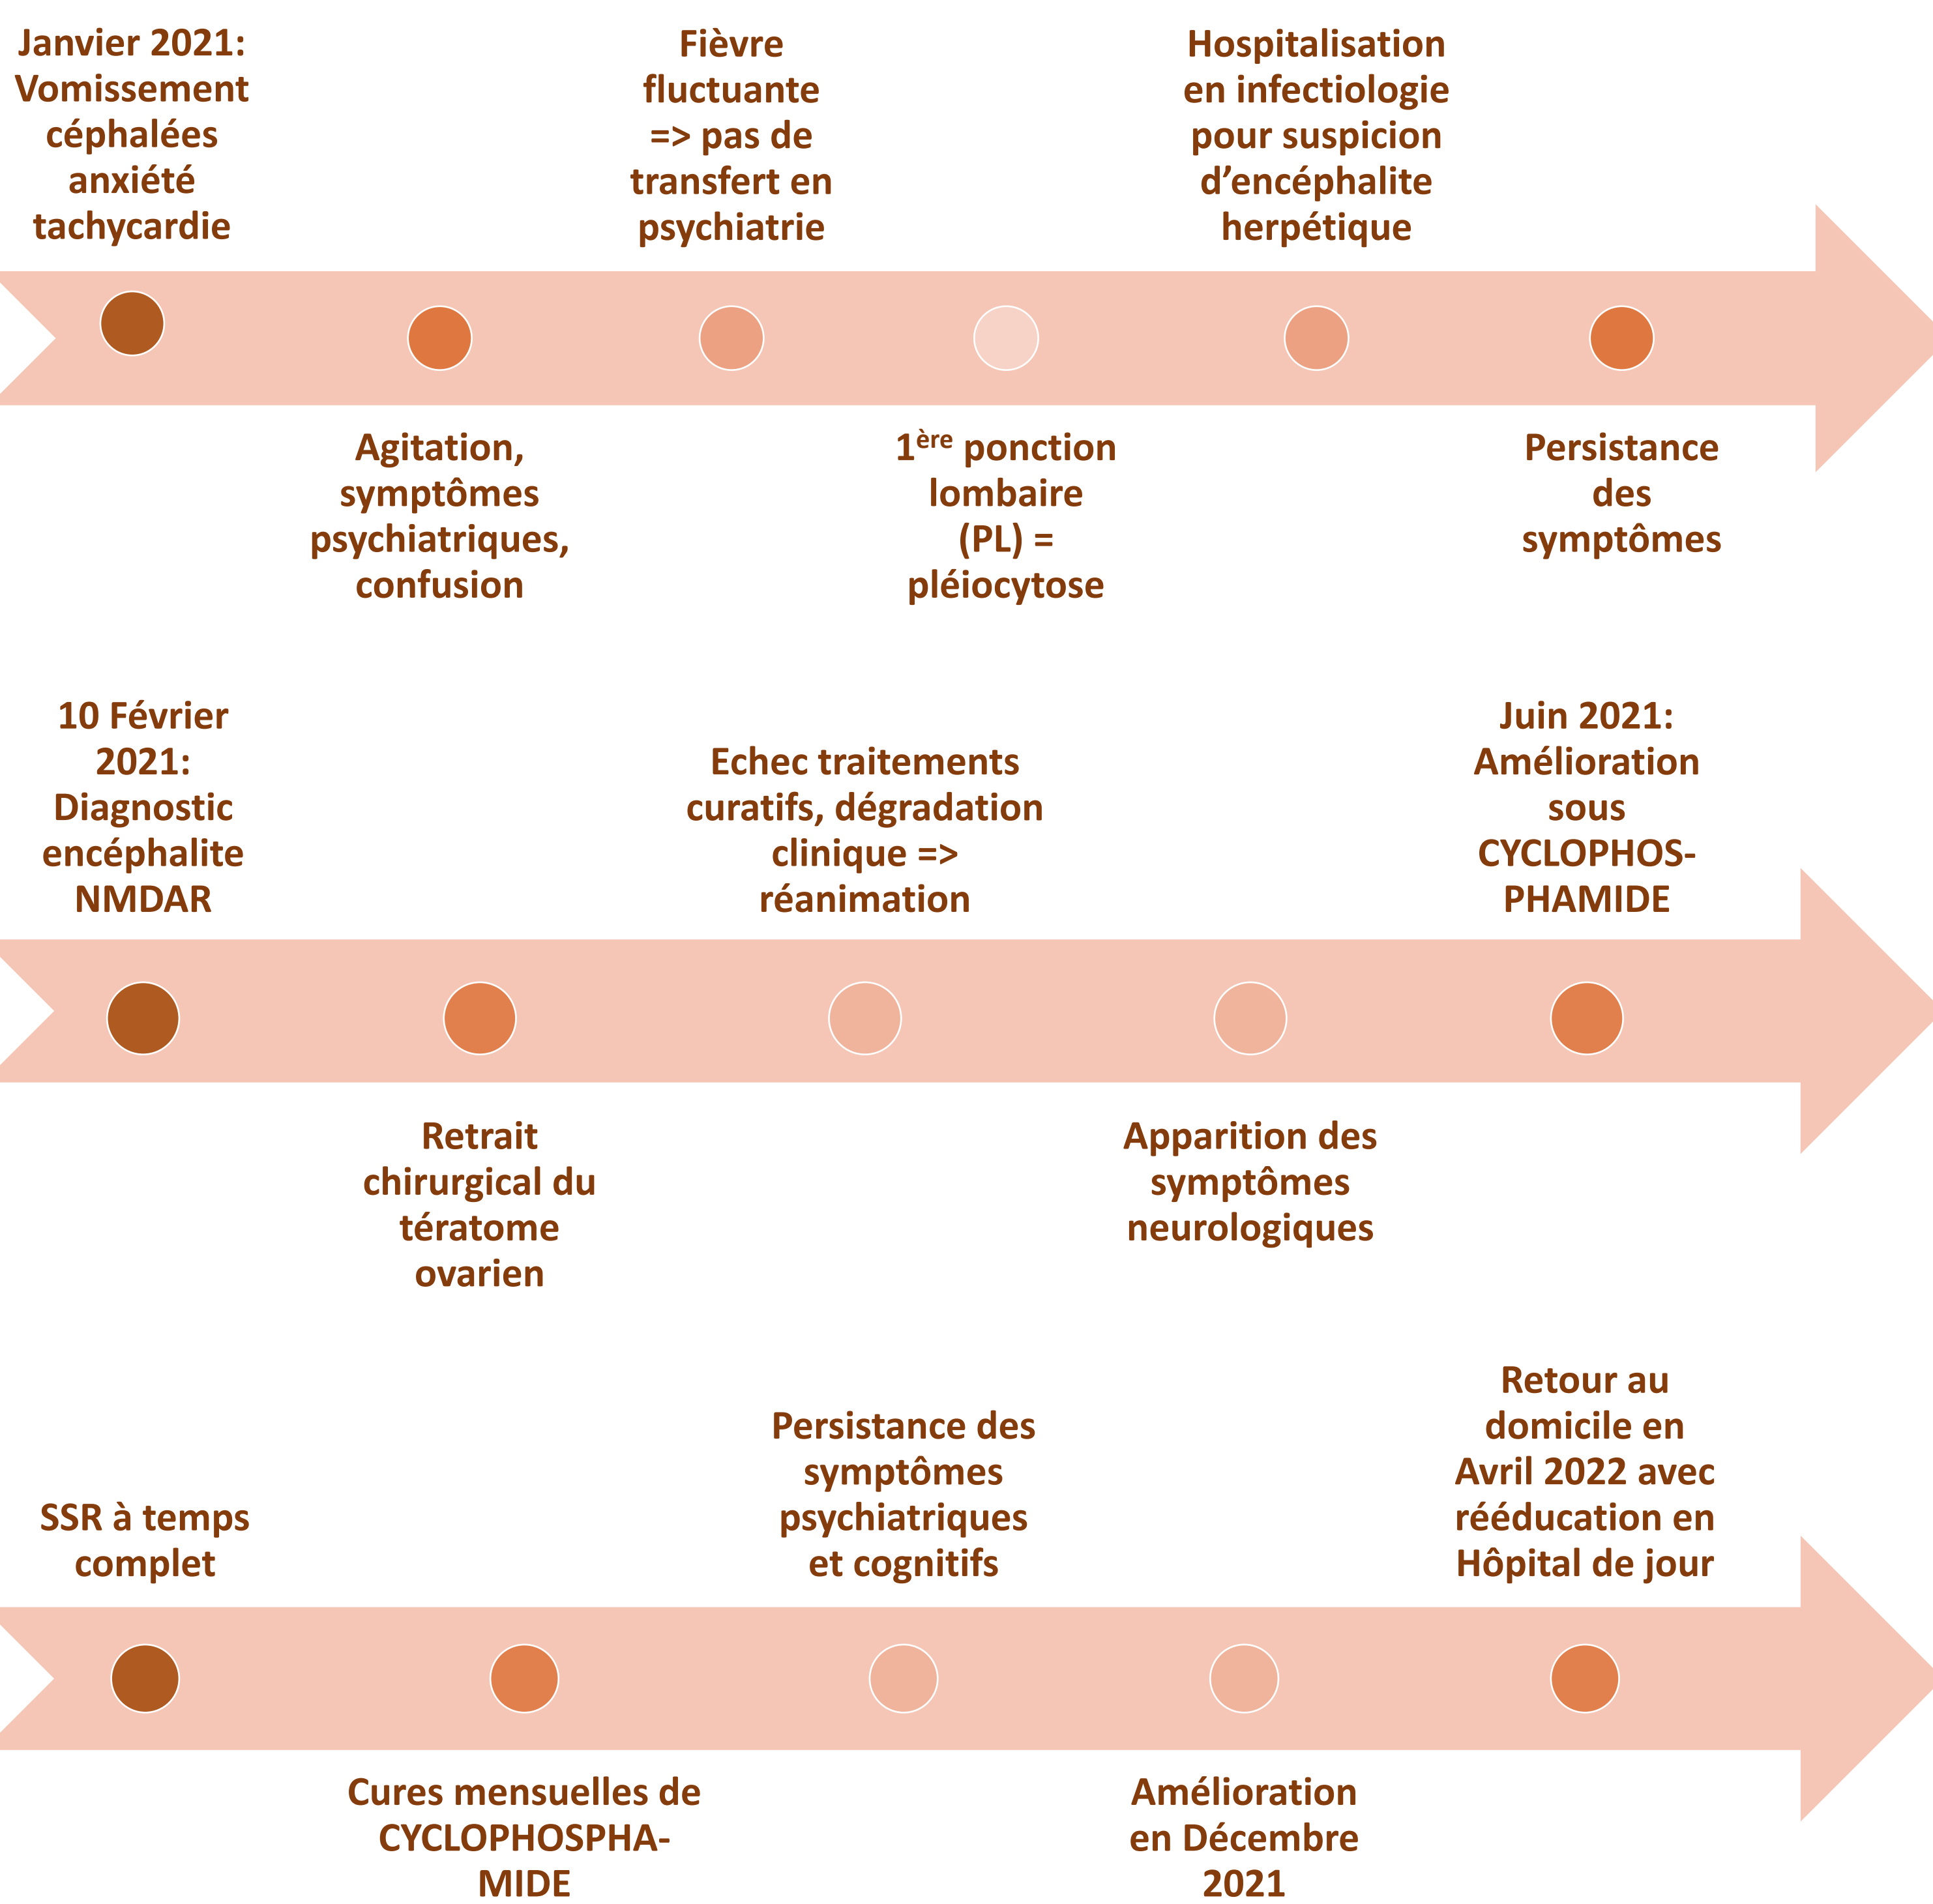 Janvier 2021:
Vomissement
céphalées
anxiété
tachycardie
Agitation,
symptômes
psychiatriques,
confusion
Fièvre
fluctuante
=> pas de
transfert en
psychiatrie
1ère ponction
lombaire
(PL) =
pléiocytose
Hospitalisation
en infectiologie
pour suspicion
d’encéphalite
herpétique
Persistance
des
symptômes
10 Février
2021:
Diagnostic
encéphalite
NMDAR
Retrait
chirurgical du
tératome
ovarien
Echec traitements
curatifs, dégradation
clinique =>
réanimation
Apparition des
symptômes
neurologiques
Juin 2021:
Amélioration
sous
CYCLOPHOS-
PHAMIDE
SSR à temps
complet
Cures mensuelles de
CYCLOPHOSPHA-
MIDE
Persistance des
symptômes
psychiatriques
et cognitifs
Amélioration
en Décembre
2021
Retour au
domicile en
Avril 2022 avec
rééducation en
Hôpital de jour